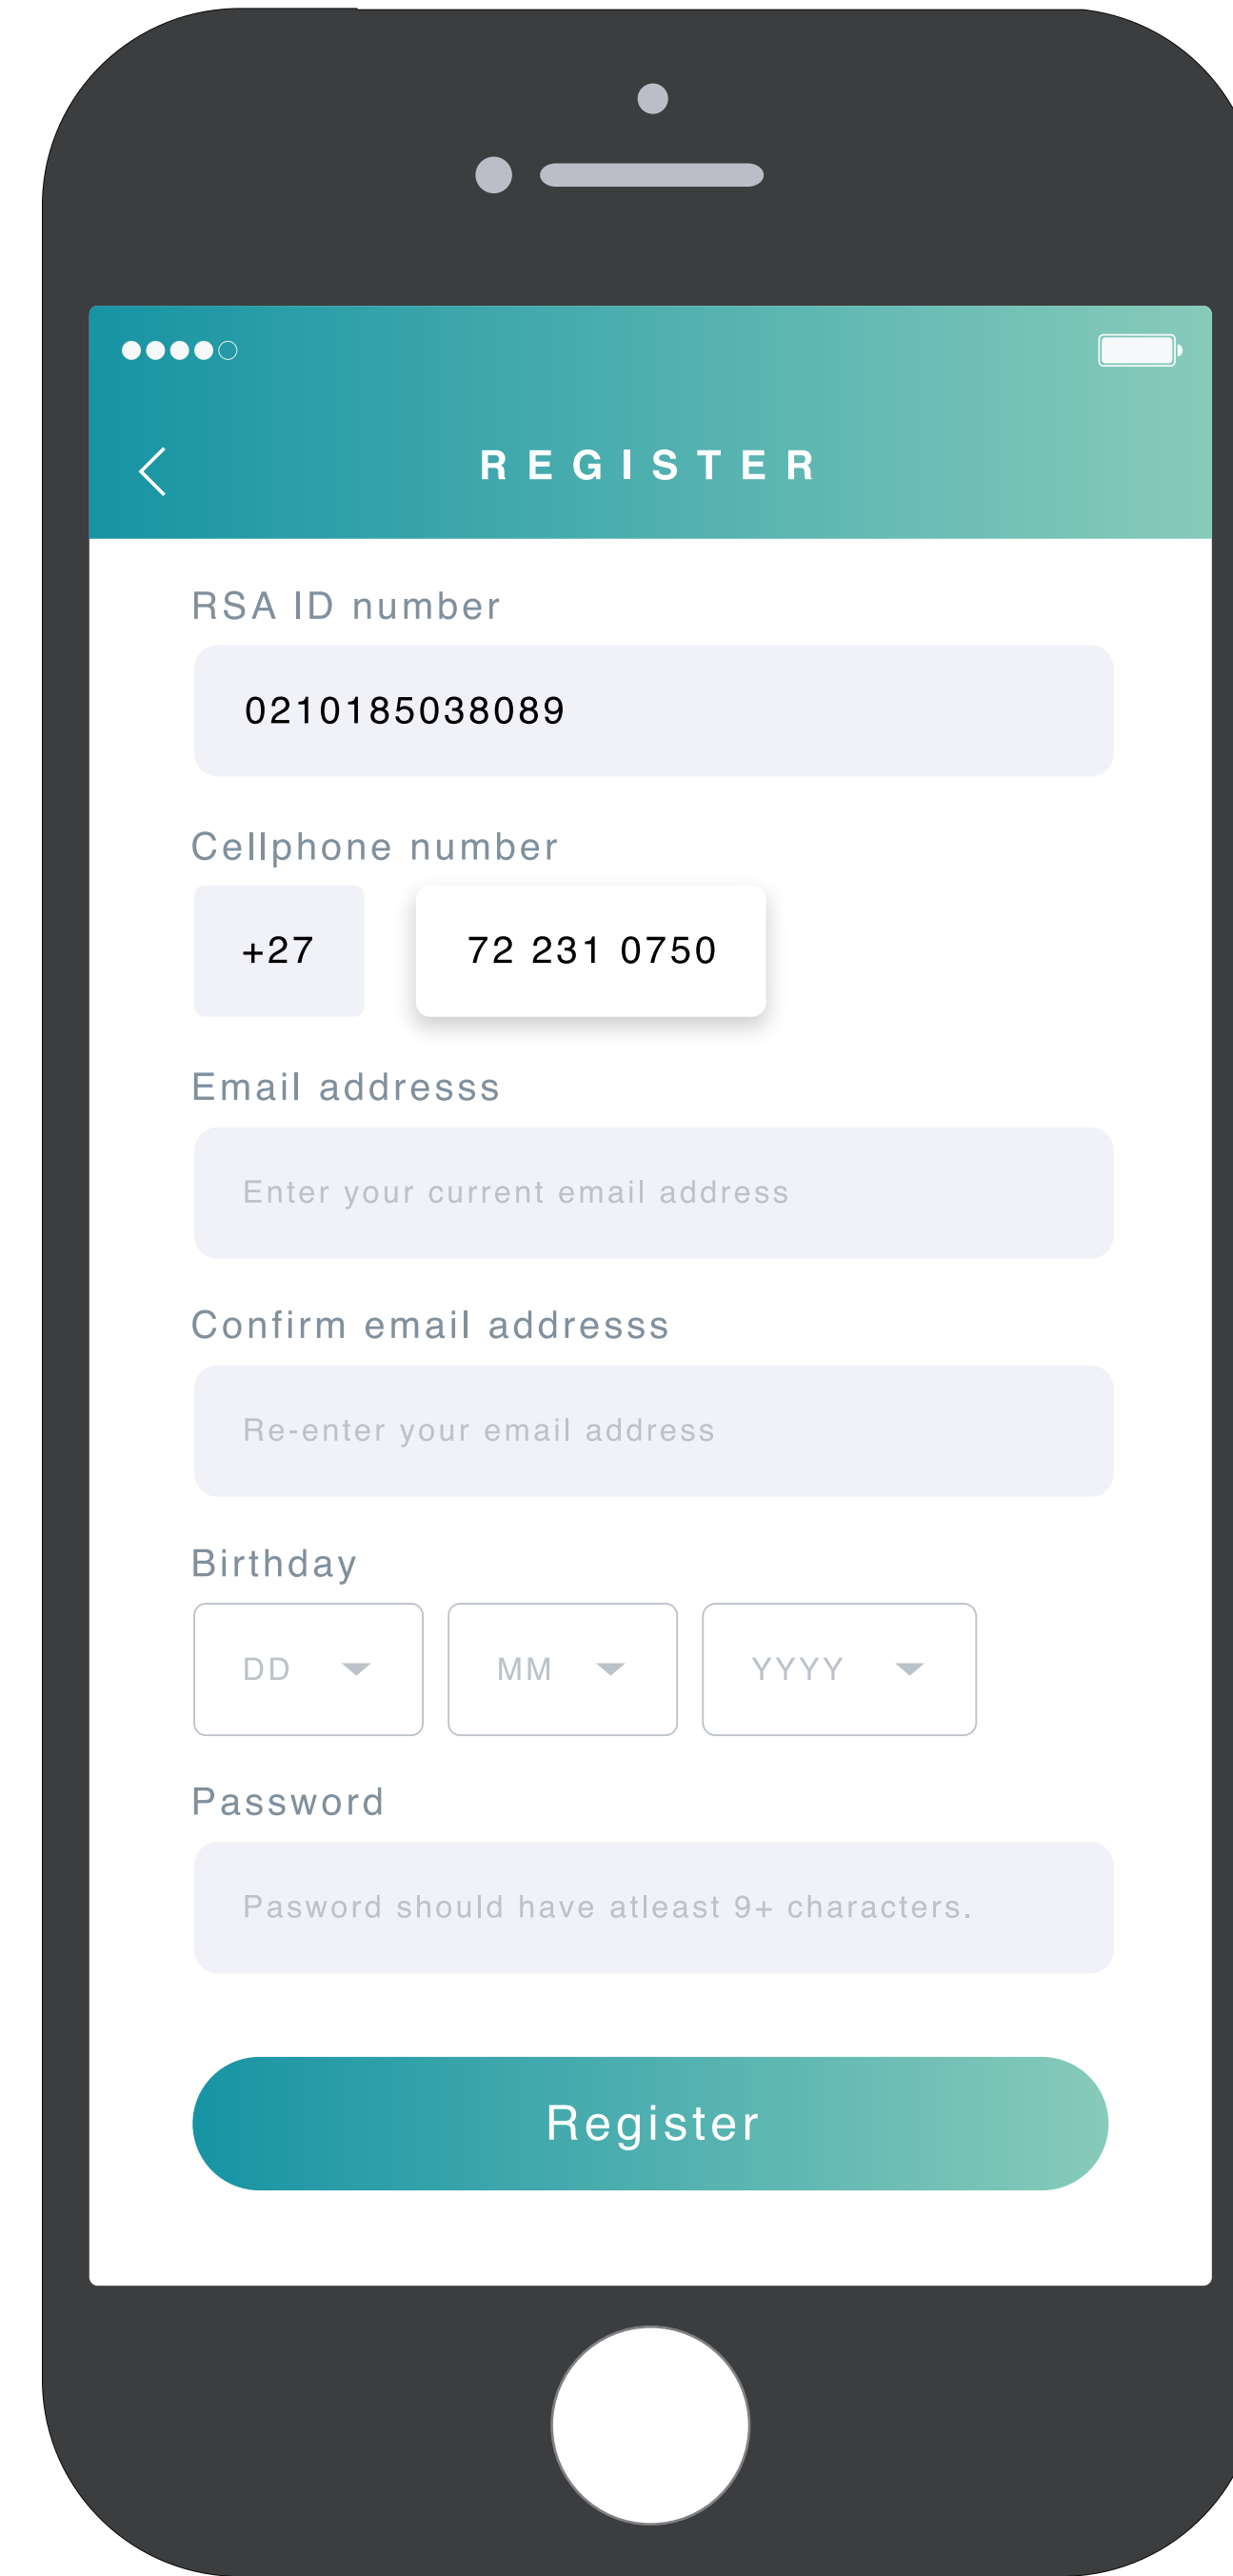 REGISTER
RSA ID number
0210185038089
Cellphone number
+27 72 231 0750
Email addresss
Enter your current email address
Confirm email addresss
Re-enter your email address
Birthday
DD MM YYYY
Password
Pasword should have atleast 9+ characters.
Register